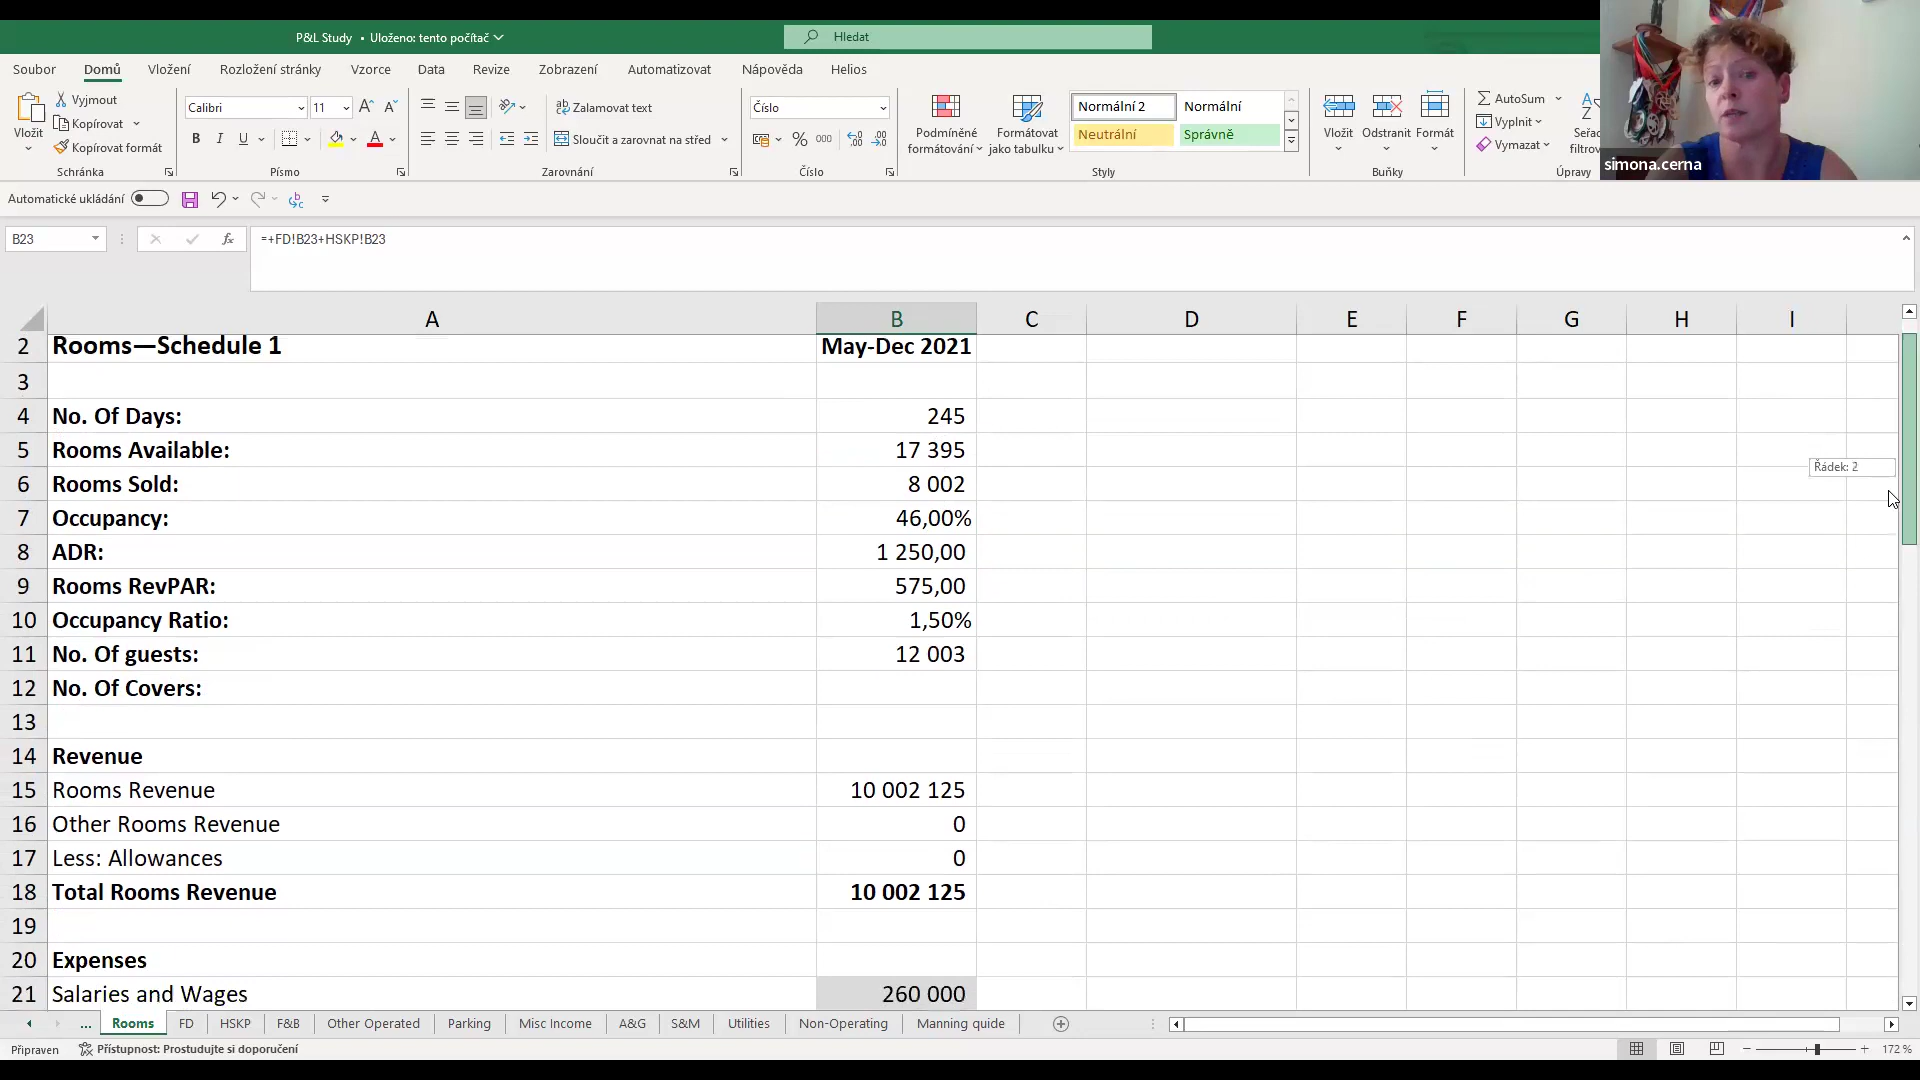 P&L Study • Uloženo: tento počítač
Hledat
Soubor Domů Vložení Rozložení stránky Vzorce Data Revize Zobrazení Automatizovat Nápověda Helios
Vložit
Vyjmout
Kopírovat
Kopírovat formát
Schránka
Calibri 11
B I U
Písmo
Zalamovat text
Sloučit a zarovnat na střed
Zarovnání
Číslo
% 000
Číslo
Podmíněné formátování
Formátovat jako tabulku
Normální 2 Normální
Neutrální Správně
Styly
Vložit Odstranit Formát
Buňky
AutoSum
Vyplnit
Vymazat
Úpravy
simona.cerna
Automatické ukládání
B23 fx =+FD!B23+HSKP!B23
A B C D E F G H I
2 Rooms—Schedule 1 May-Dec 2021
3
4 No. Of Days: 245
5 Rooms Available: 17 395
Řádek: 2
6 Rooms Sold: 8 002
7 Occupancy: 46,00%
8 ADR: 1 250,00
9 Rooms RevPAR: 575,00
10 Occupancy Ratio: 1,50%
11 No. Of guests: 12 003
12 No. Of Covers:
13
14 Revenue
15 Rooms Revenue 10 002 125
16 Other Rooms Revenue 0
17 Less: Allowances 0
18 Total Rooms Revenue 10 002 125
19
20 Expenses
21 Salaries and Wages 260 000
... Rooms FD HSKP F&B Other Operated Parking Misc Income A&G S&M Utilities Non-Operating Manning quide
Připraven Přístupnost: Prostudujte si doporučení 172 %